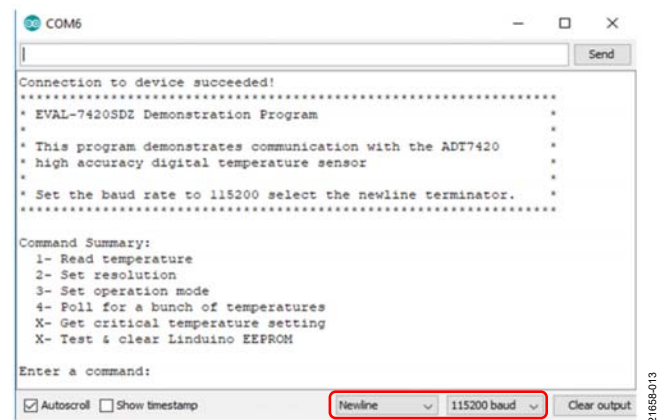 COM6
Send
Connection to device succeeded!
*****************************************************************
* EVAL-7420SDZ Demonstration Program *
* *
* This program demonstrates communication with the ADT7420 *
* high accuracy digital temperature sensor *
* *
* Set the baud rate to 115200 select the newline terminator. *
*****************************************************************
Command Summary:
1- Read temperature
2- Set resolution
3- Set operation mode
4- Poll for a bunch of temperatures
X- Get critical temperature setting
X- Test & clear Linduino EEPROM
Enter a command:
Autoscroll Show timestamp Newline 115200 baud Clear output
21658-013